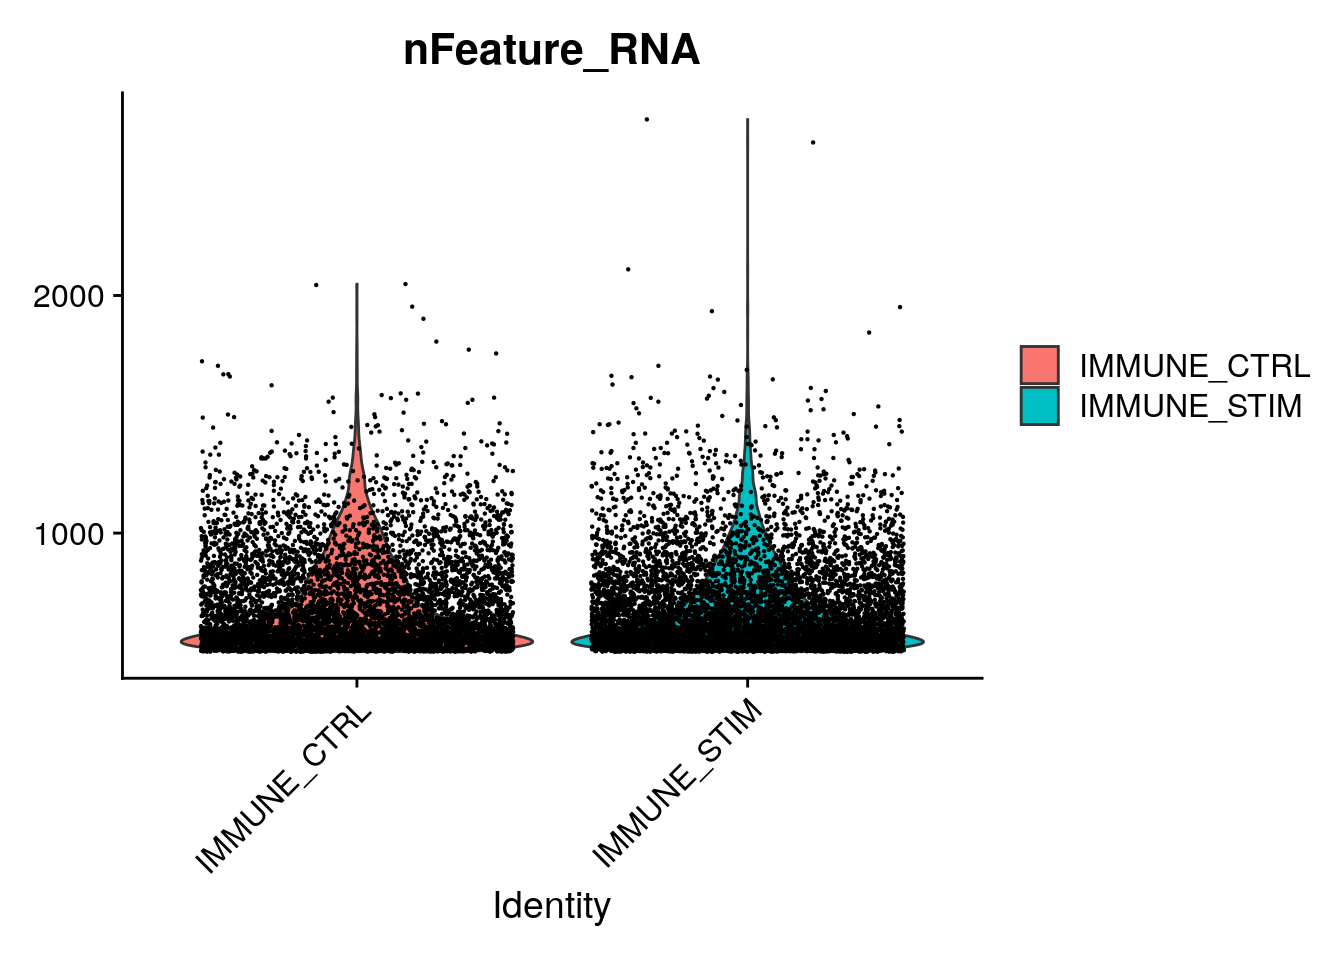 nFeature_RNA
2000
1000
IMMUNE_CTRL
IMMUNE_STIM
IMMUNE_CTRL
IMMUNE_STIM
Identity